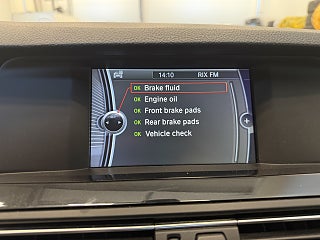 14:10 RIX FM
OK Brake fluid
OK Engine oil
OK Front brake pads
OK Rear brake pads
OK Vehicle check
+